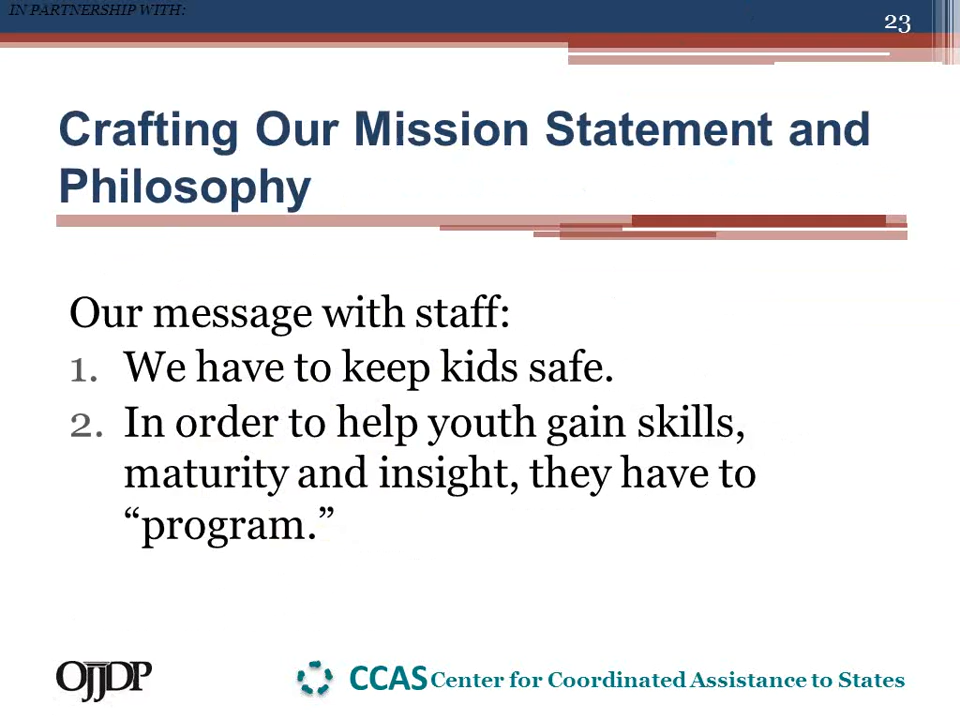 IN PARTNERSHIP WITH:
23
Crafting Our Mission Statement and
Philosophy
Our message with staff:
1. We have to keep kids safe.
2. In order to help youth gain skills,
maturity and insight, they have to
“program.”
OJJDP
CCAS Center for Coordinated Assistance to States